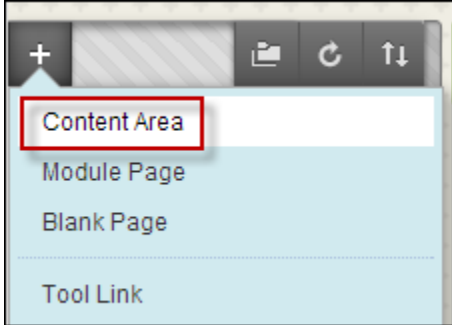 Content Area
Module Page
Blank Page
Tool Link